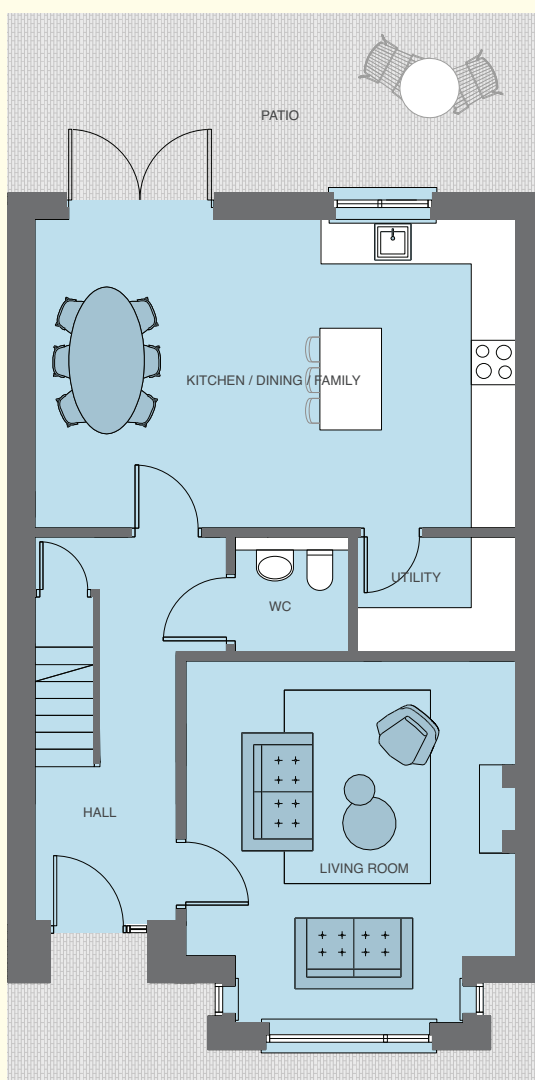 PATIO
KITCHEN / DINING / FAMILY
UTILITY
WC
HALL
LIVING ROOM